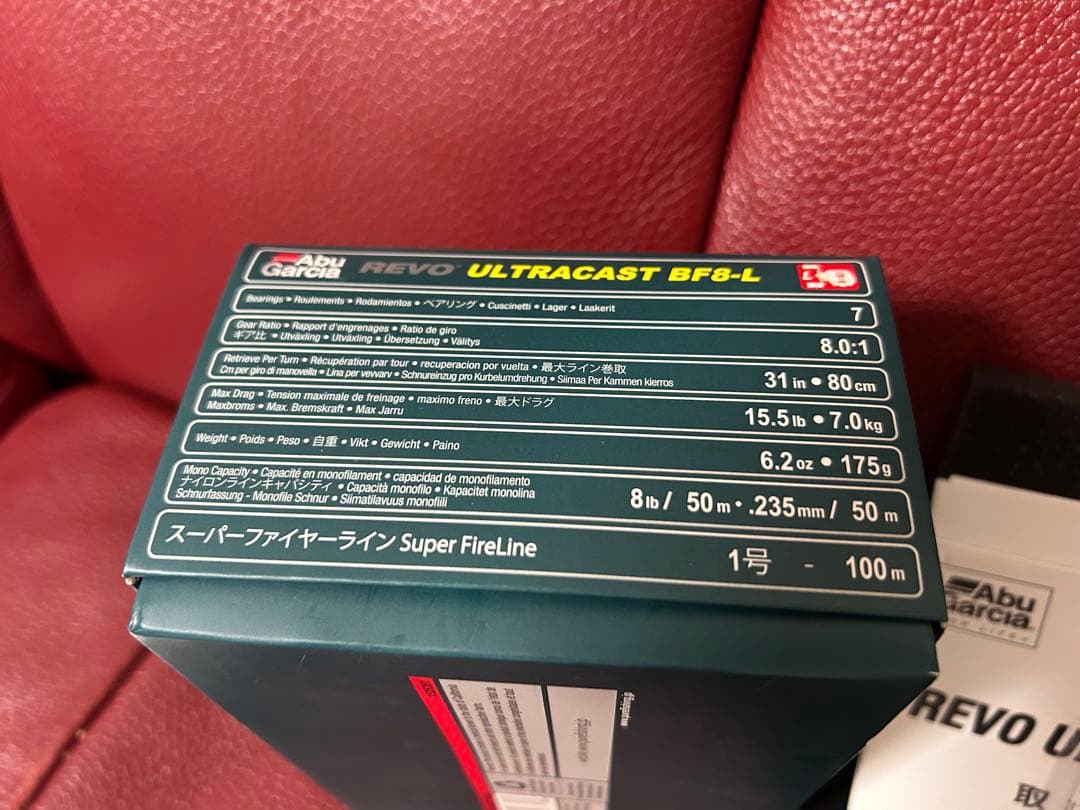 Abu Garcia REVO ULTRACAST BF8-L
Bearings • Roulements • Rodamientos • ベアリング • Cuscinetti • Lager • Laakerit 7
Gear Ratio • Rapport d'engrenages • Ratio de giro
ギア比 • Utväxling • Utväxling • Übersetzung • Välitys 8.0:1
Retrieve Per Turn • Récupération par tour • recuperacion por vuelta • 最大ライン巻取
Cm per giro di manovella • Lina per vevvarv • Schnureinzug pro Kurbelumdrehung • Siimaa Per Kammen kierros 31 in • 80 cm
Max Drag • Tension maximale de freinage • maximo freno • 最大ドラグ
Maxbroms • Max. Bremskraft • Max Jarru 15.5 lb • 7.0 kg
Weight • Poids • Peso • 自重 • Vikt • Gewicht • Paino 6.2 oz • 175 g
Mono Capacity • Capacité en monofilament • capacidad de monofilamento
ナイロンラインキャパシティ • Capacità monofilo • Kapacitet monolina
Schnurfassung - Monofile Schnur • Siimatilavuus monofiili 8 lb / 50 m • .235 mm / 50 m
スーパーファイヤーライン Super FireLine 1号 - 100 m
Abu
Garcia
REVO U
取